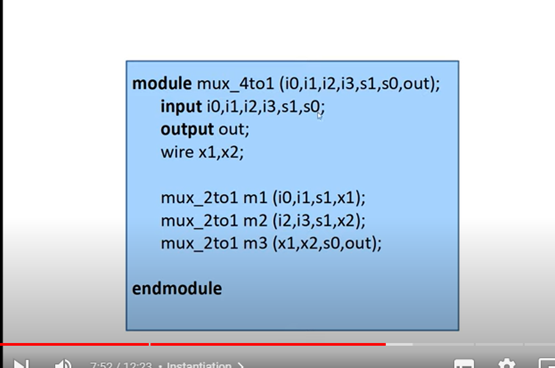 module mux_4to1 (i0,i1,i2,i3,s1,s0,out);
input i0,i1,i2,i3,s1,s0;
output out;
wire x1,x2;
mux_2to1 m1 (i0,i1,s1,x1);
mux_2to1 m2 (i2,i3,s1,x2);
mux_2to1 m3 (x1,x2,s0,out);
endmodule
7:52 / 12:23 • Instantiation